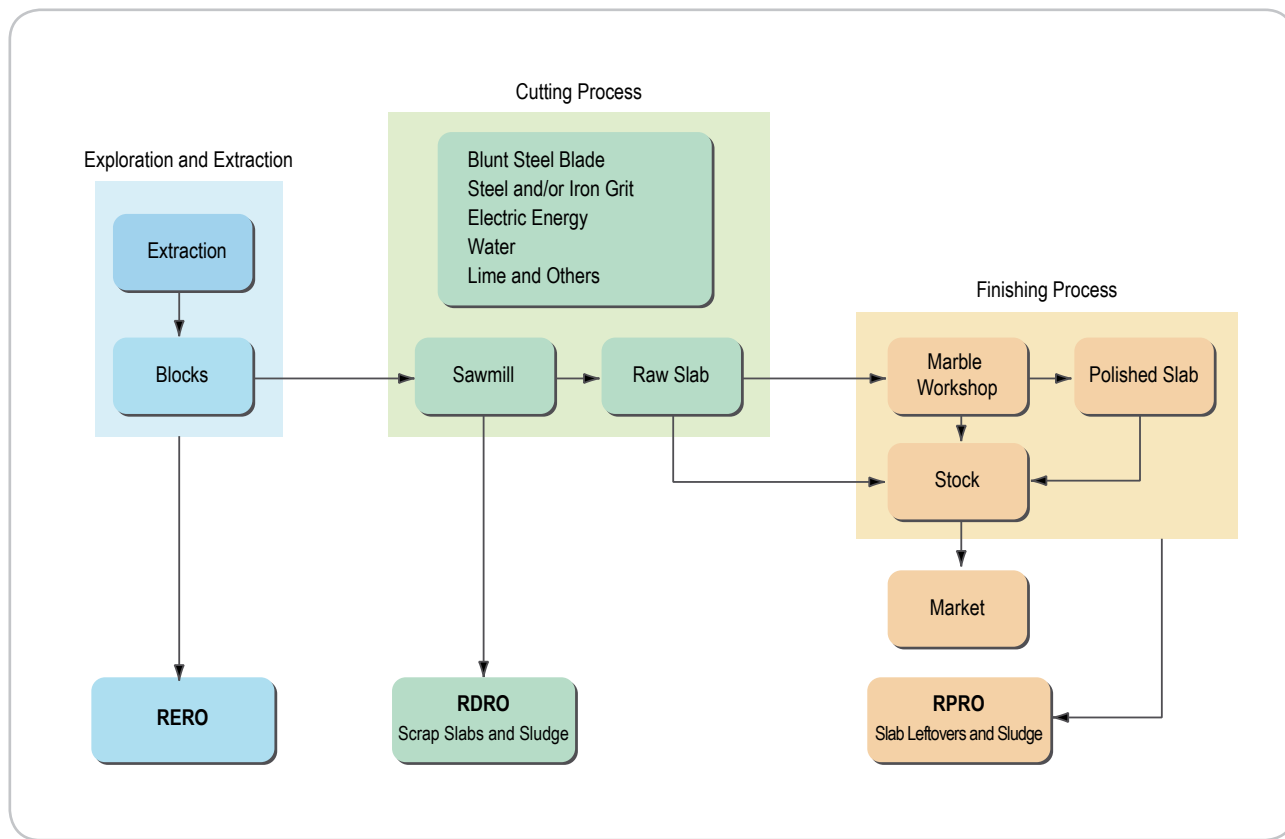 Cutting Process
Exploration and Extraction
Blunt Steel Blade
Steel and/or Iron Grit
Electric Energy
Water
Lime and Others
Extraction
Finishing Process
Blocks
Sawmill
Raw Slab
Marble
Workshop
Polished Slab
Stock
Market
RERO
RDRO
Scrap Slabs and Sludge
RPRO
Slab Leftovers and Sludge